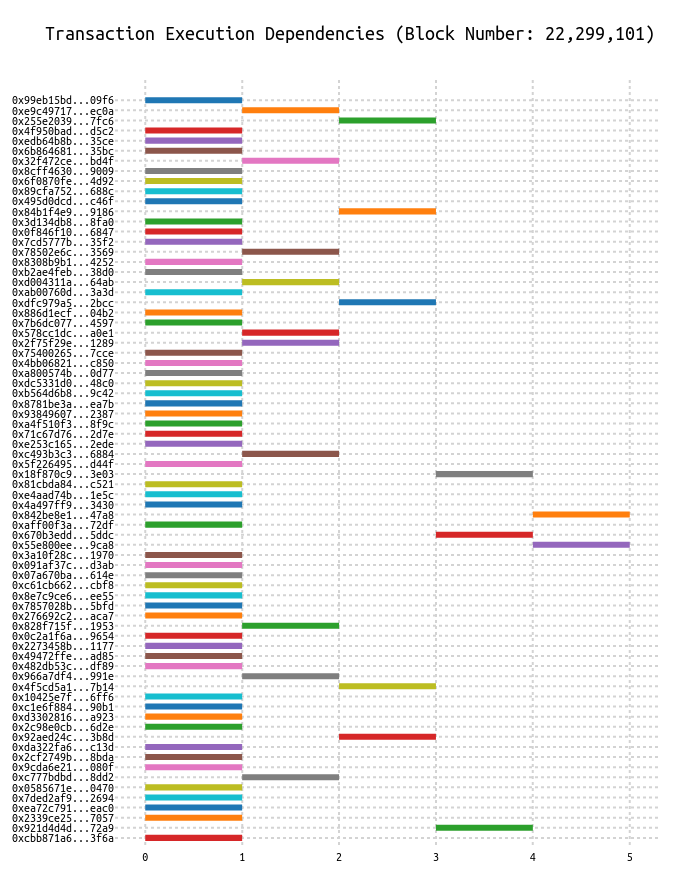 Transaction Execution Dependencies (Block Number: 22,299,101)
0x99eb15bd...09f6
0xe9c49717...ec0a
0x255e2039...7fc6
0x4f950bad...d5c2
0xedb64b8b...35ce
0x6b864681...35bc
0x32f472ce...bd4f
0x8cff4630...9009
0x6f0870fe...4d92
0x89cfa752...688c
0x495d0dcd...c46f
0x84b1f4e9...9186
0x3d134db8...8fa0
0x0f846f10...6847
0x7cd5777b...35f2
0x78502e6c...3569
0x8308b9b1...4252
0xb2ae4feb...38d0
0xd004311a...64ab
0xab00760d...3a3d
0xdfc979a5...2bcc
0x886d1ecf...04b2
0x7b6dc077...4597
0x578cc1dc...a0e1
0x2f75f29e...1289
0x75400265...7cce
0x4bb06821...c850
0xa800574b...0d77
0xdc5331d0...48c0
0xb564d6b8...9c42
0x8781be3a...ea7b
0x93849607...2387
0xa4f510f3...8f9c
0x71c67d76...2d7e
0xe253c165...2ede
0xc493b3c3...6884
0x5f226495...d44f
0x18f870c9...3e03
0x81cbda84...c521
0xe4aad74b...1e5c
0x4a497ff9...3430
0x842be8e1...47a8
0xaff00f3a...72df
0x670b3edd...5ddc
0x55e800ee...9ca8
0x3a10f28c...1970
0x091af37c...d3ab
0x07a670ba...614e
0xc61cb662...cbf8
0x8e7c9ce6...ee55
0x7857028b...5bfd
0x276692c2...aca7
0x828f715f...1953
0x0c2a1f6a...9654
0x2273458b...1177
0x49472ffe...ad85
0x482db53c...df89
0x966a7df4...991e
0x4f5cd5a1...7b14
0x10425e7f...6ff6
0xc1e6f884...90b1
0xd3302816...a923
0x2c98e0cb...6d2e
0x92aed24c...3b8d
0xda322fa6...c13d
0x2cf2749b...8bda
0x9cda6e21...080f
0xc777bdbd...8dd2
0x0585671e...0470
0x7ded2af9...2694
0xea72c791...eac0
0x2339ce25...7057
0x921d4d4d...72a9
0xcbb871a6...3f6a
0 1 2 3 4 5